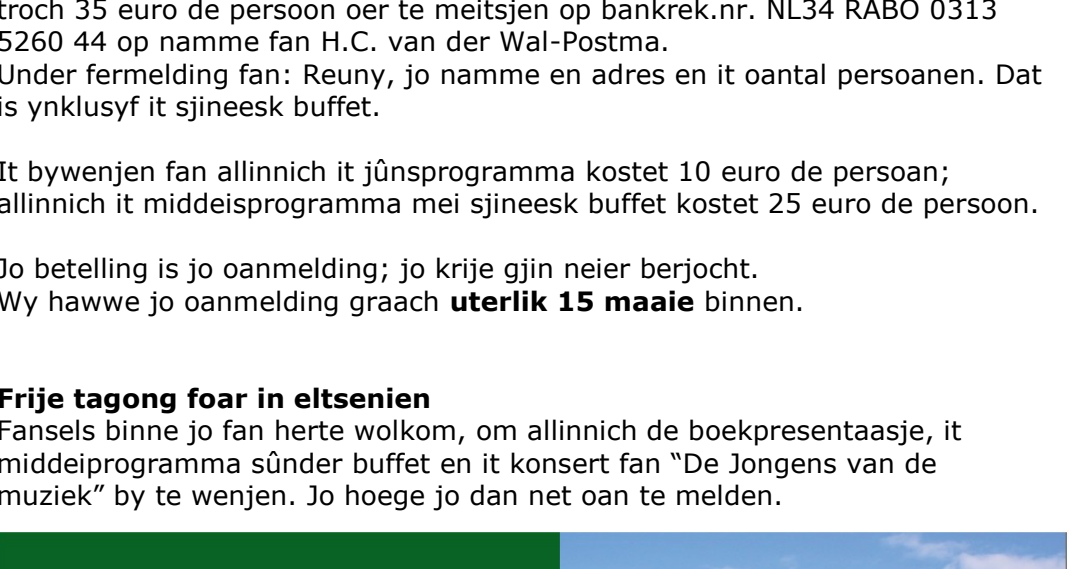 troch 35 euro de persoon oer te meitsjen op bankrek.nr. NL34 RABO 0313
5260 44 op namme fan H.C. van der Wal-Postma.
Under fermelding fan: Reuny, jo namme en adres en it oantal persoanen. Dat
is ynklusyf it sjineesk buffet.
It bywenjen fan allinnich it jûnsprogramma kostet 10 euro de persoan;
allinnich it middeisprogramma mei sjineesk buffet kostet 25 euro de persoon.
Jo betelling is jo oanmelding; jo krije gjin neier berjocht.
Wy hawwe jo oanmelding graach uterlik 15 maaie binnen.
Frije tagong foar in eltsenien
Fansels binne jo fan herte wolkom, om allinnich de boekpresentaasje, it
middeiprogramma sûnder buffet en it konsert fan “De Jongens van de
muziek” by te wenjen. Jo hoege jo dan net oan te melden.